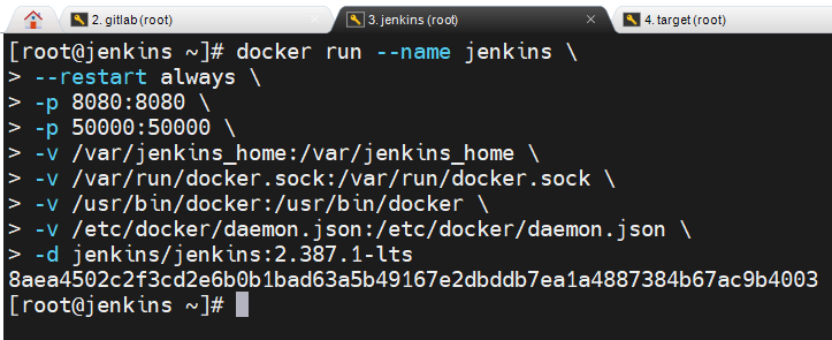 2. gitlab (root)
3. jenkins (root)
4. target (root)
[root@jenkins ~]# docker run --name jenkins \
> --restart always \
> -p 8080:8080 \
> -p 50000:50000 \
> -v /var/jenkins_home:/var/jenkins_home \
> -v /var/run/docker.sock:/var/run/docker.sock \
> -v /usr/bin/docker:/usr/bin/docker \
> -v /etc/docker/daemon.json:/etc/docker/daemon.json \
> -d jenkins/jenkins:2.387.1-lts
8aea4502c2f3cd2e6b0b1bad63a5b49167e2dbddb7ea1a4887384b67ac9b4003
[root@jenkins ~]#